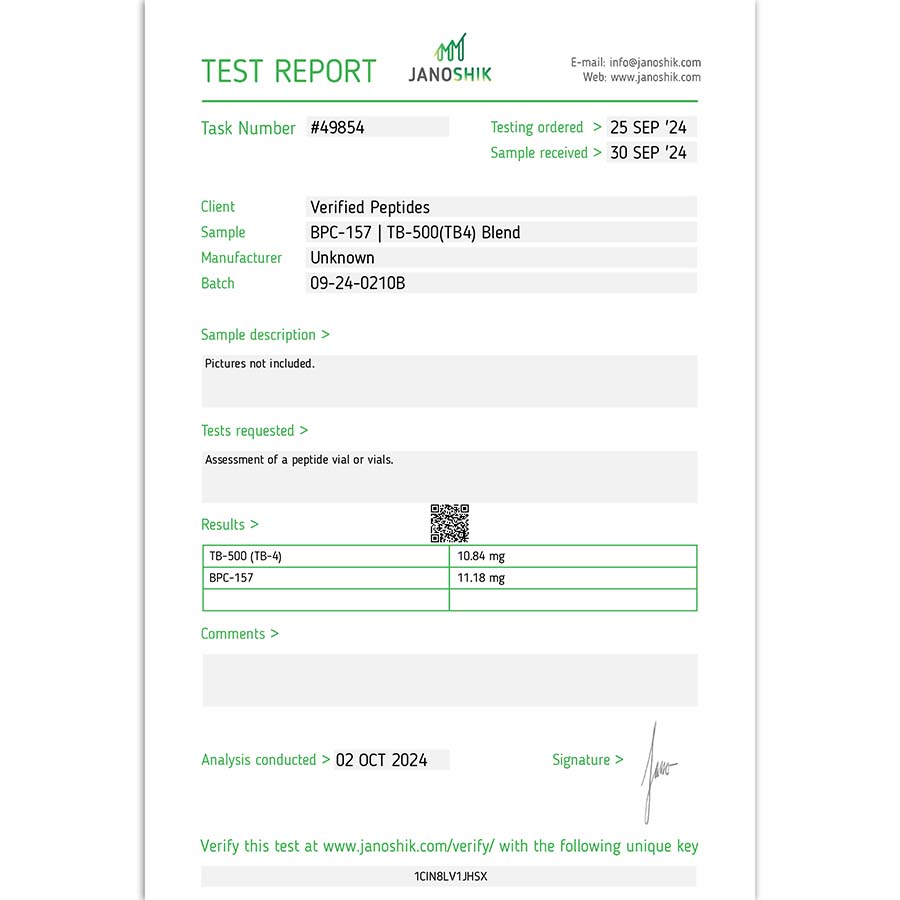 TEST REPORT
JANOSHIK
E-mail: info@janoshik.com
Web: www.janoshik.com
Task Number #49854
Testing ordered > 25 SEP '24
Sample received > 30 SEP '24
Client Verified Peptides
Sample BPC-157 | TB-500(TB4) Blend
Manufacturer Unknown
Batch 09-24-0210B
Sample description >
Pictures not included.
Tests requested >
Assessment of a peptide vial or vials.
Results >
TB-500 (TB-4) 10.84 mg
BPC-157 11.18 mg
Comments >
Analysis conducted > 02 OCT 2024
Signature >
Verify this test at www.janoshik.com/verify/ with the following unique key
1CIN8LV1JHSX